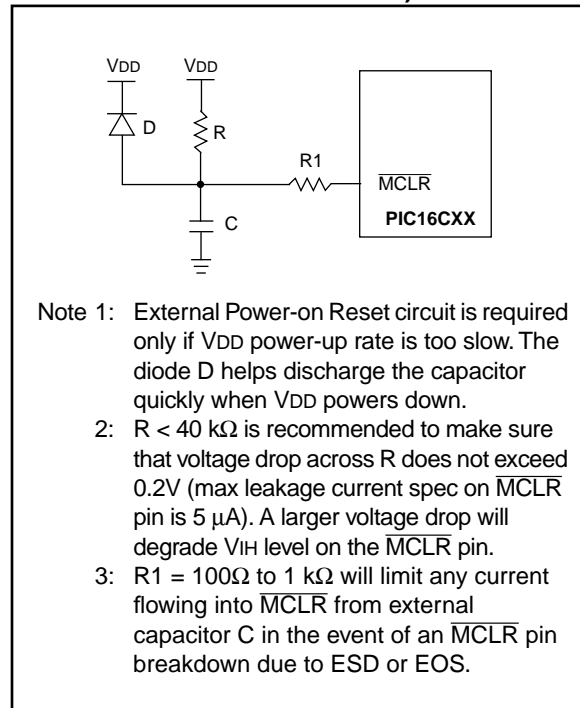 VDD VDD
D
R
R1
MCLR
PIC16CXX
C
Note 1: External Power-on Reset circuit is required
only if VDD power-up rate is too slow. The
diode D helps discharge the capacitor
quickly when VDD powers down.
2: R < 40 kΩ is recommended to make sure
that voltage drop across R does not exceed
0.2V (max leakage current spec on MCLR
pin is 5 μA). A larger voltage drop will
degrade VIH level on the MCLR pin.
3: R1 = 100Ω to 1 kΩ will limit any current
flowing into MCLR from external
capacitor C in the event of an MCLR pin
breakdown due to ESD or EOS.